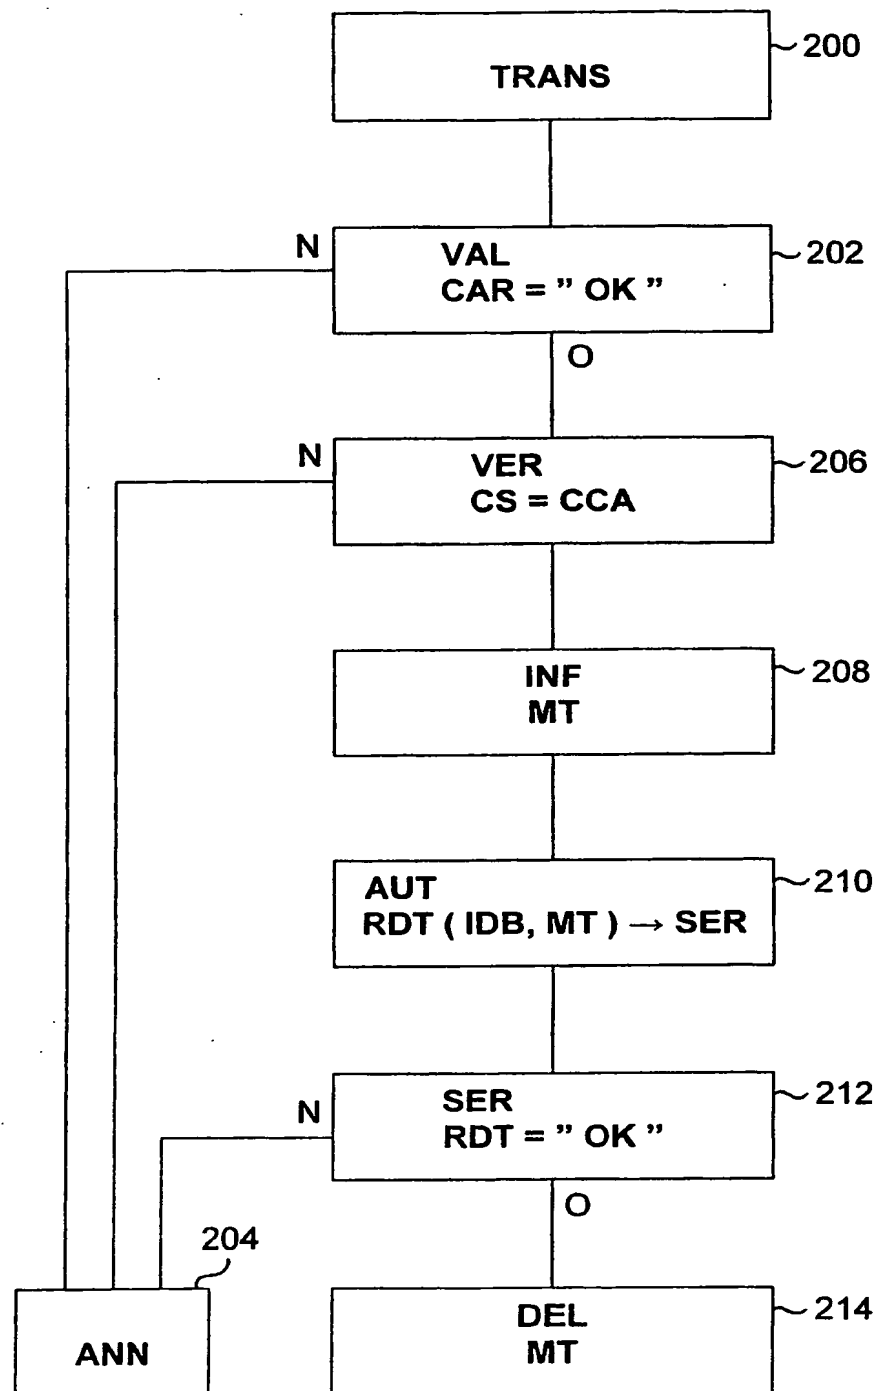 200
TRANS
N
VAL
202
CAR = " OK "
O
N
VER
206
CS = CCA
INF
208
MT
AUT
210
RDT ( IDB, MT ) → SER
N
SER
212
RDT = " OK "
O
204
ANN
DEL
214
MT